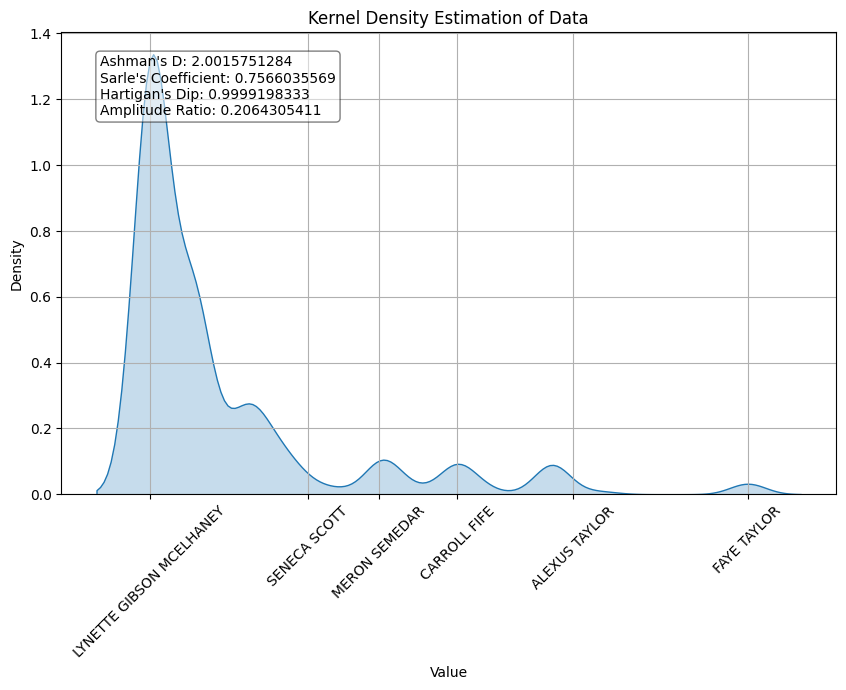 Kernel Density Estimation of Data
Ashman's D: 2.0015751284
Sarle's Coefficient: 0.7566035569
Hartigan's Dip: 0.9999198333
Amplitude Ratio: 0.2064305411
Density
1.4
1.2
1.0
0.8
0.6
0.4
0.2
0.0
LYNETTE GIBSON MCELHANEY
SENECA SCOTT
MERON SEMEDAR
CARROLL FIFE
ALEXUS TAYLOR
FAYE TAYLOR
Value